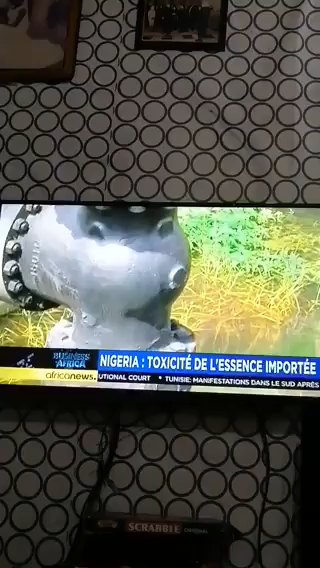 BUSINESS AFRICA
NIGERIA : TOXICITÉ DE L'ESSENCE IMPORTÉE
africanews.
UTIONAL COURT • TUNISIE: MANIFESTATIONS DANS LE SUD APRÈS
SCRABBLE